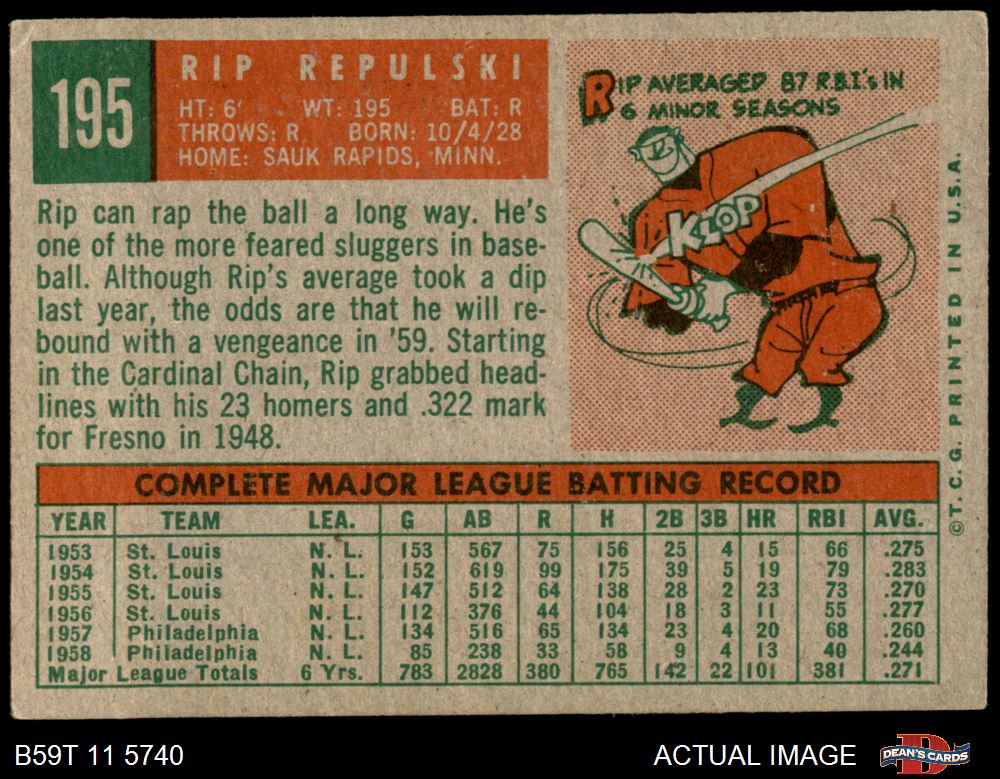 195
RIP REPULSKI
HT: 6' WT: 195 BAT: R
THROWS: R. BORN: 10/4/28
HOME: SAUK RAPIDS, MINN.
Rip can rap the ball a long way. He's
one of the more feared sluggers in base-
ball. Although Rip's average took a dip
last year, the odds are that he will re-
bound with a vengeance in '59. Starting
in the Cardinal Chain, Rip grabbed head-
lines with his 23 homers and .322 mark
for Fresno in 1948.
RIP AVERAGED 87 R.B.I.'s IN
6 MINOR SEASONS
KLOP
©T.C.G. PRINTED IN U.S.A.
COMPLETE MAJOR LEAGUE BATTING RECORD
YEAR TEAM LEA. G AB R H 2B 3B HR RBI AVG.
1953 St. Louis N. L. 153 567 75 156 25 4 15 66 .275
1954 St. Louis N. L. 152 619 99 175 39 5 19 79 .283
1955 St. Louis N. L. 147 512 64 138 28 2 23 73 .270
1956 St. Louis N. L. 112 376 44 104 18 3 11 55 .277
1957 Philadelphia N. L. 134 516 65 134 23 4 20 68 .260
1958 Philadelphia N. L. 85 238 33 58 9 4 13 40 .244
Major League Totals 6 Yrs. 783 2828 380 765 142 22 101 381 .271
B59T 11 5740
ACTUAL IMAGE
DEAN'S CARDS